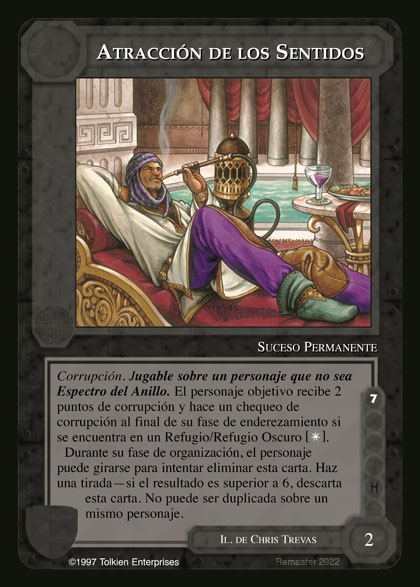 ATRACCIÓN DE LOS SENTIDOS
SUCESO PERMANENTE
Corrupción. Jugable sobre un personaje que no sea
Espectro del Anillo. El personaje objetivo recibe 2
puntos de corrupción y hace un chequeo de
corrupción al final de su fase de enderezamiento si
se encuentra en un Refugio/Refugio Oscuro [☀].
Durante su fase de organización, el personaje
puede girarse para intentar eliminar esta carta. Haz
una tirada—si el resultado es superior a 6, descarta
esta carta. No puede ser duplicada sobre un
mismo personaje.
7
H
IL. DE CHRIS TREVAS
2
©1997 Tolkien Enterprises
Remaster 2022